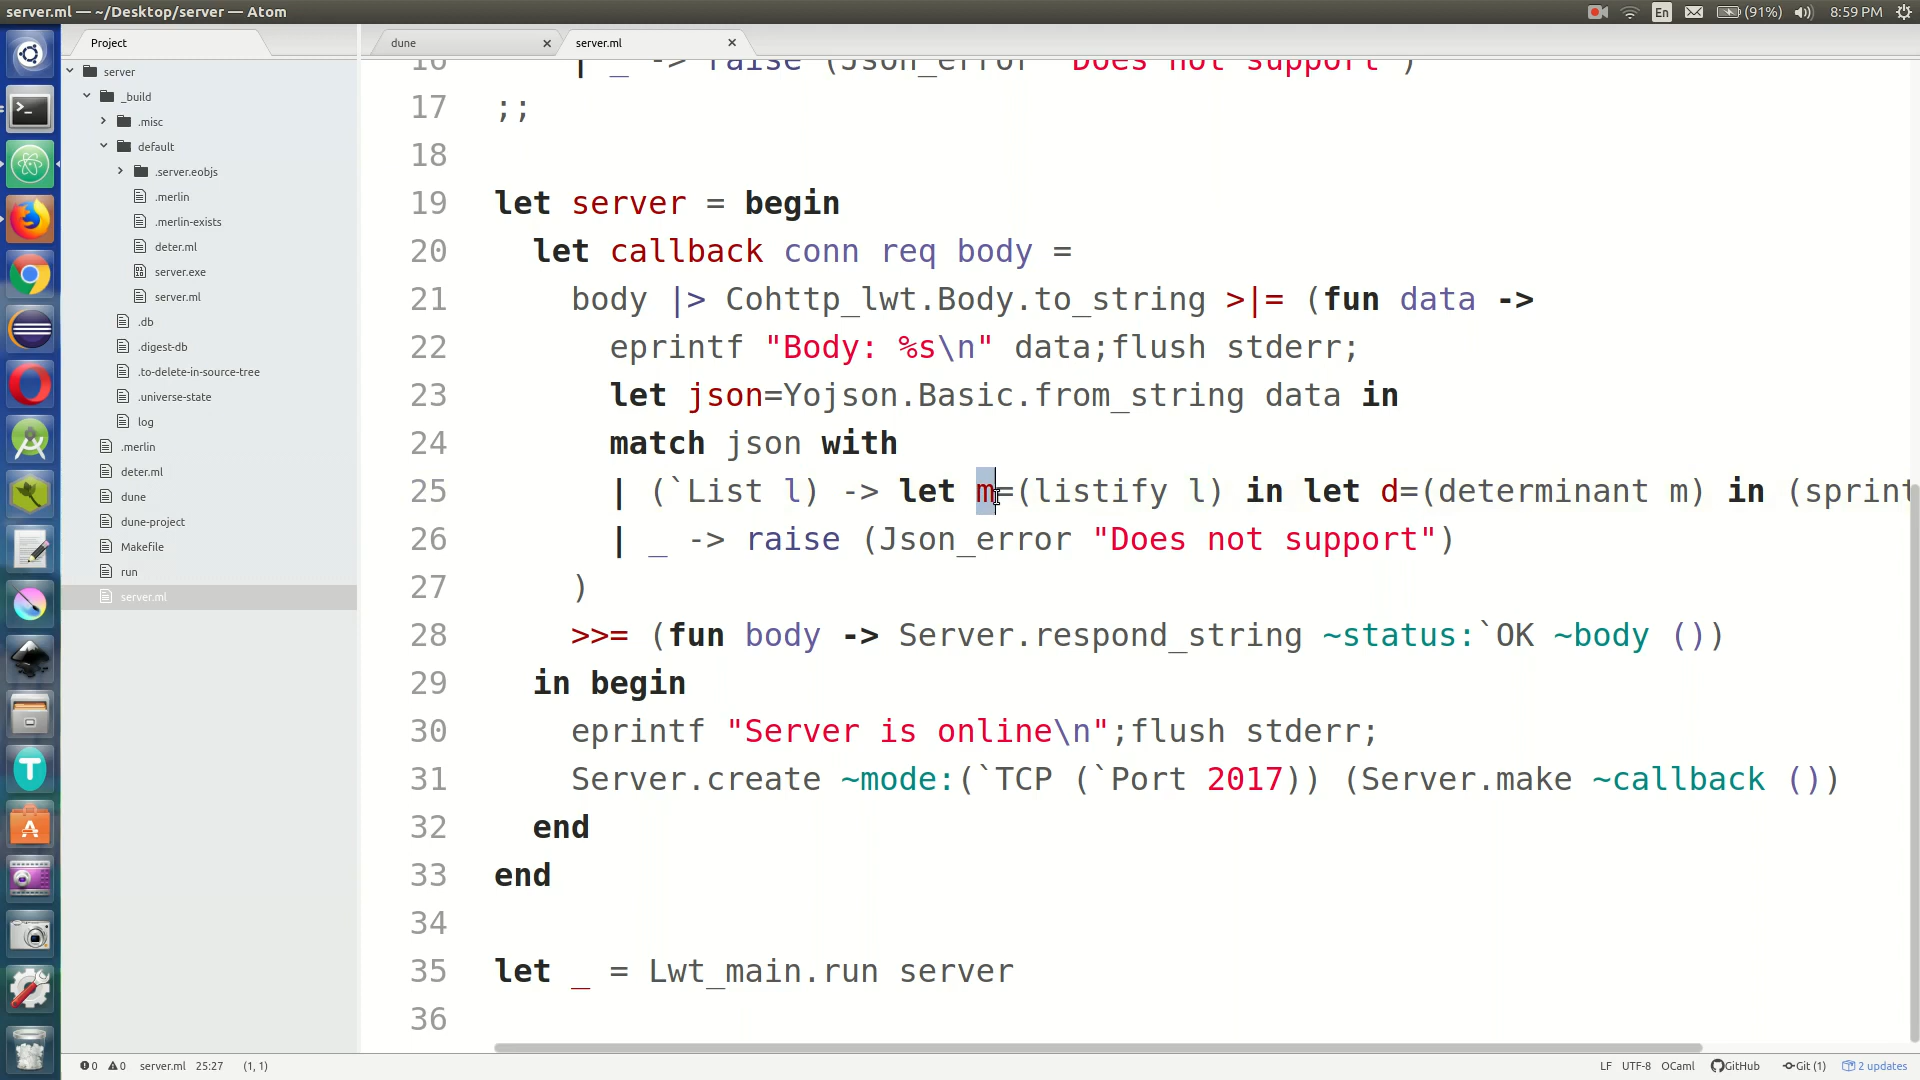 server.ml — ~/Desktop/server — Atom
En
(91%)
8:59 PM
Project
dune
server.ml
server
_build
.misc
default
.server.eobjs
.merlin
.merlin-exists
deter.ml
server.exe
server.ml
.db
.digest-db
.to-delete-in-source-tree
.universe-state
log
.merlin
deter.ml
dune
dune-project
Makefile
run
server.ml
16 | _ -> raise (Json_error "Does not support")
17 ;;
18
19 let server = begin
20 let callback conn req body =
21 body |> Cohttp_lwt.Body.to_string >|= (fun data ->
22 eprintf "Body: %s\n" data;flush stderr;
23 let json=Yojson.Basic.from_string data in
24 match json with
25 | (`List l) -> let m=(listify l) in let d=(determinant m) in (sprint
26 | _ -> raise (Json_error "Does not support")
27 )
28 >>= (fun body -> Server.respond_string ~status:`OK ~body ())
29 in begin
30 eprintf "Server is online\n";flush stderr;
31 Server.create ~mode:(`TCP (`Port 2017)) (Server.make ~callback ())
32 end
33 end
34
35 let _ = Lwt_main.run server
36
0 0 server.ml 25:27 (1, 1)
LF UTF-8 OCaml GitHub Git (1) 2 updates